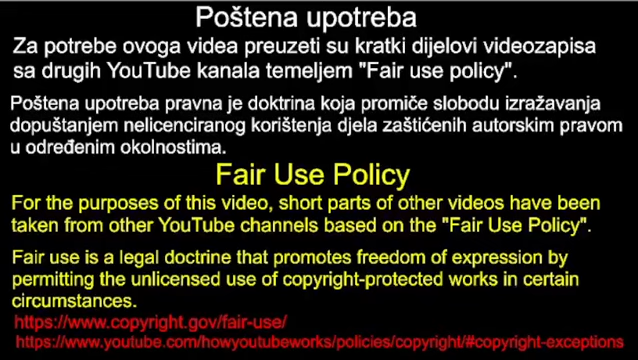 Poštena upotreba
Za potrebe ovoga videa preuzeti su kratki dijelovi videozapisa
sa drugih YouTube kanala temeljem "Fair use policy".
Poštena upotreba pravna je doktrina koja promiče slobodu izražavanja
dopuštanjem nelicenciranog korištenja djela zaštićenih autorskim pravom
u određenim okolnostima.
Fair Use Policy
For the purposes of this video, short parts of other videos have been
taken from other YouTube channels based on the "Fair Use Policy".
Fair use is a legal doctrine that promotes freedom of expression by
permitting the unlicensed use of copyright-protected works in certain
circumstances.
https://www.copyright.gov/fair-use/
https://www.youtube.com/howyoutubeworks/policies/copyright/#copyright-exceptions